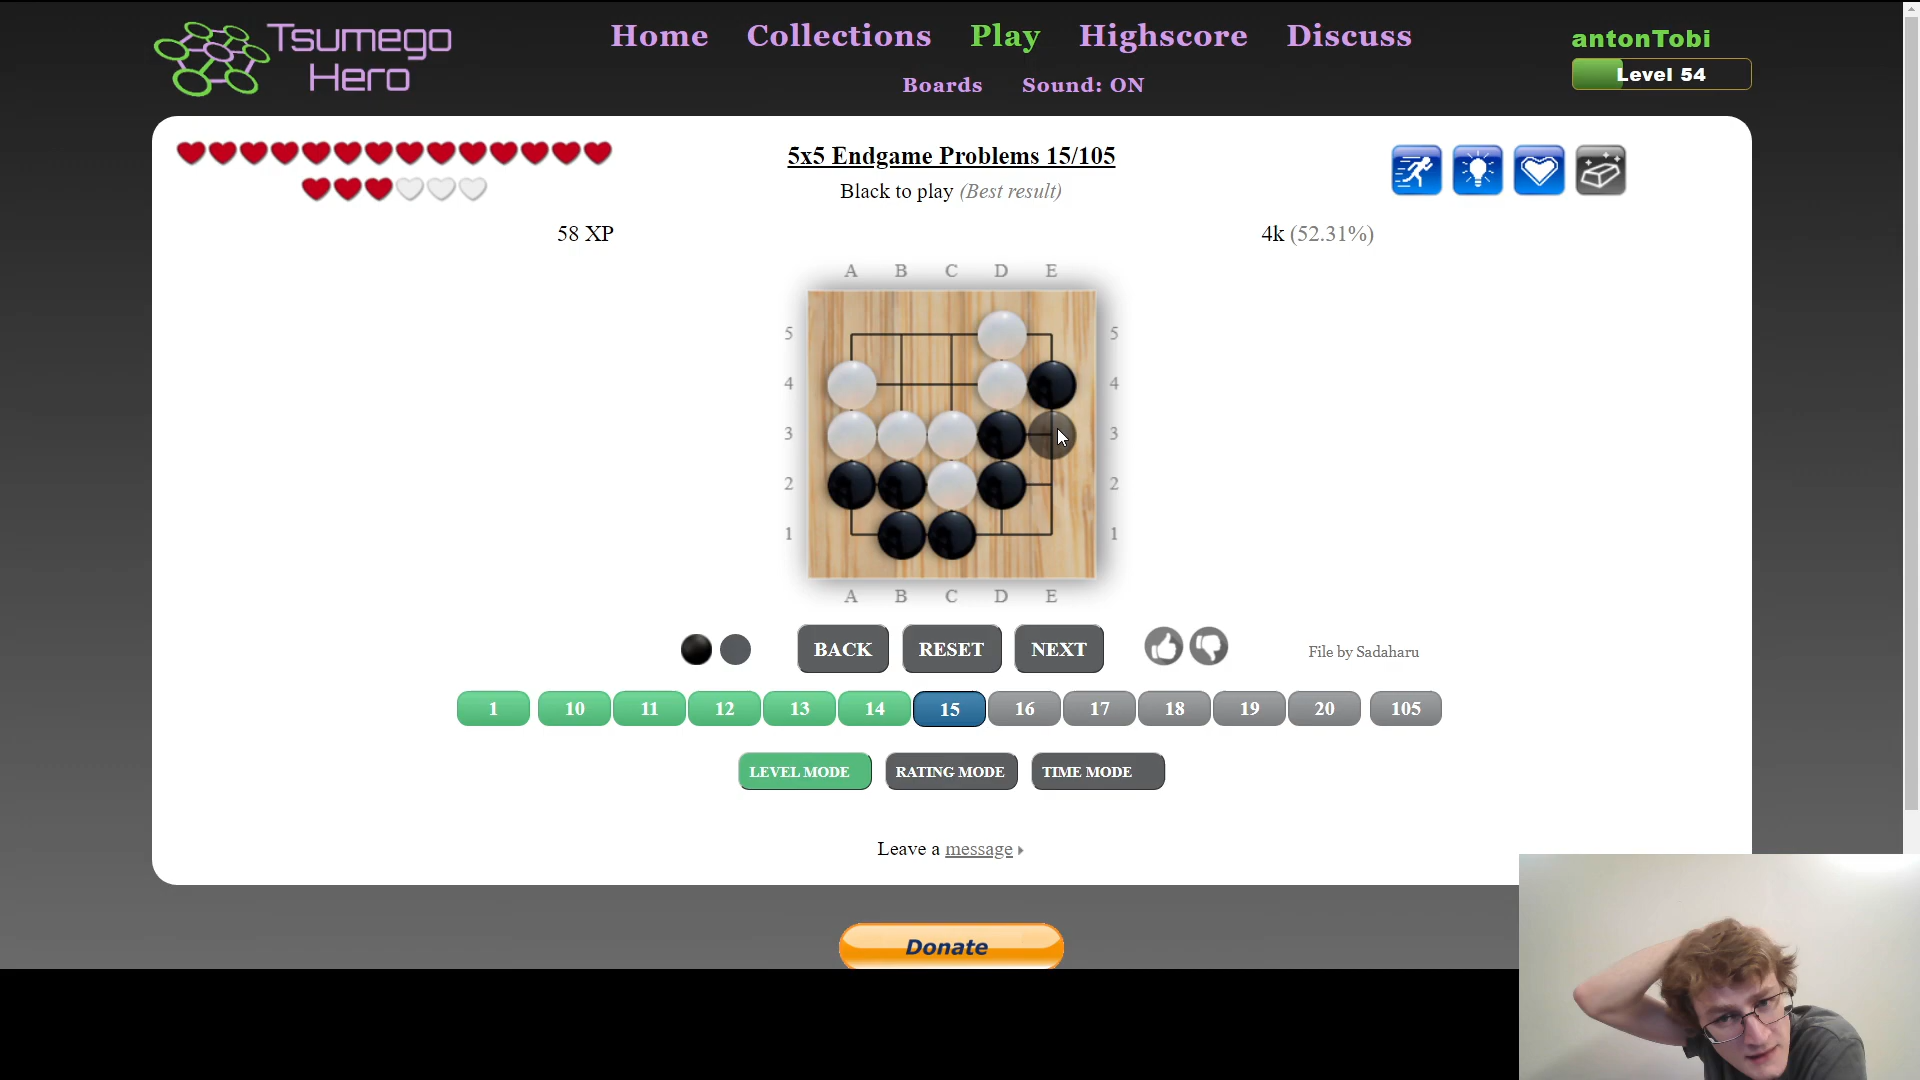 Tsumego
Hero
Home Collections Play Highscore Discuss
Boards Sound: ON
antonTobi
Level 54
5x5 Endgame Problems 15/105
Black to play (Best result)
58 XP
4k (52.31%)
A B C D E
5 5
4 4
3 3
2 2
1 1
A B C D E
BACK RESET NEXT
File by Sadaharu
1 10 11 12 13 14 15 16 17 18 19 20 105
LEVEL MODE RATING MODE TIME MODE
Leave a message
Donate